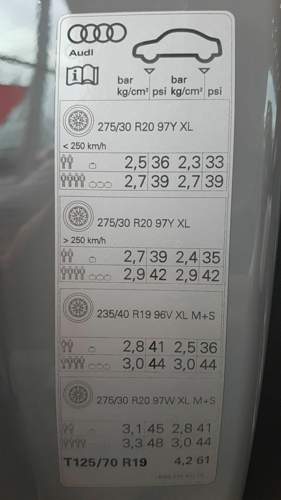 Audi
bar bar
kg/cm² psi kg/cm² psi
275/30 R20 97Y XL
< 250 km/h
2,5 36 2,3 33
2,7 39 2,7 39
275/30 R20 97Y XL
> 250 km/h
2,7 39 2,4 35
2,9 42 2,9 42
235/40 R19 96V XL M+S
2,8 41 2,5 36
3,0 44 3,0 44
275/30 R20 97W XL M+S
3,1 45 2,8 41
3,3 48 3,0 44
T125/70 R19 4,2 61